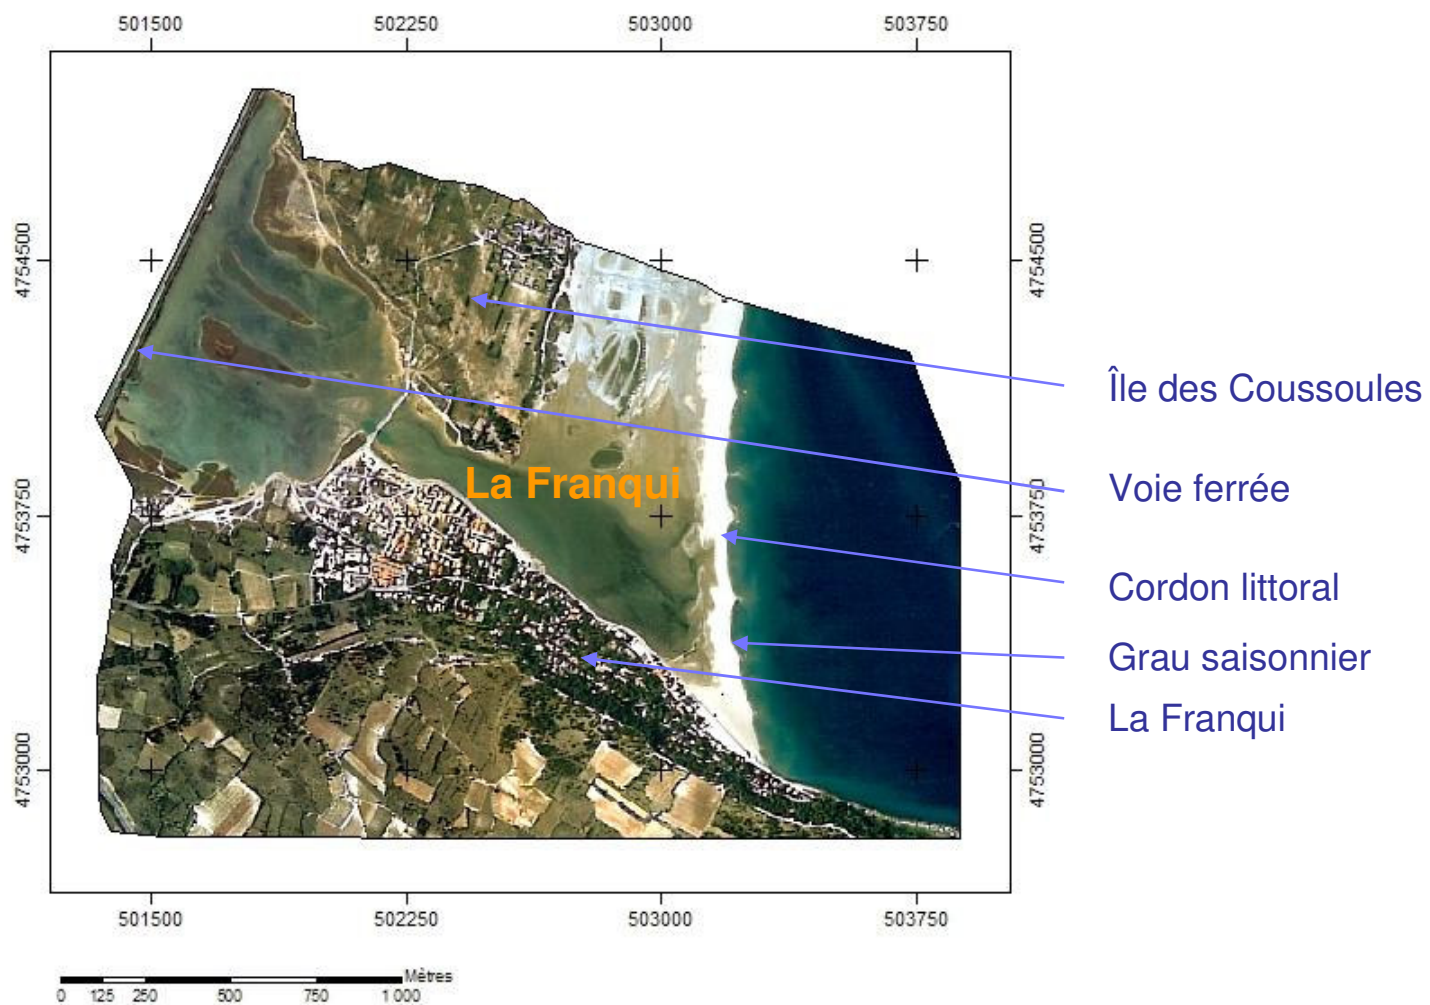 501500 502250 503000 503750
4754500 4754500
Île des Coussoules
La Franqui
Voie ferrée
4753750 4753750
Cordon littoral
Grau saisonnier
La Franqui
4753000 4753000
501500 502250 503000 503750
Mètres
0 125 250 500 750 1 000